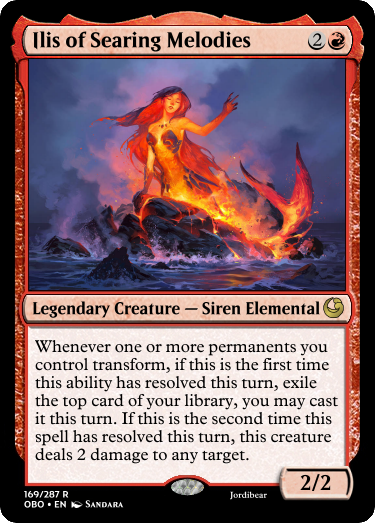 Ilis of Searing Melodies 2
Legendary Creature — Siren Elemental
Whenever one or more permanents you
control transform, if this is the first time
this ability has resolved this turn, exile
the top card of your library, you may cast
it this turn. If this is the second time this
spell has resolved this turn, this creature
deals 2 damage to any target.
2/2
169/287 R
OBO • EN SANDARA
Jordibear